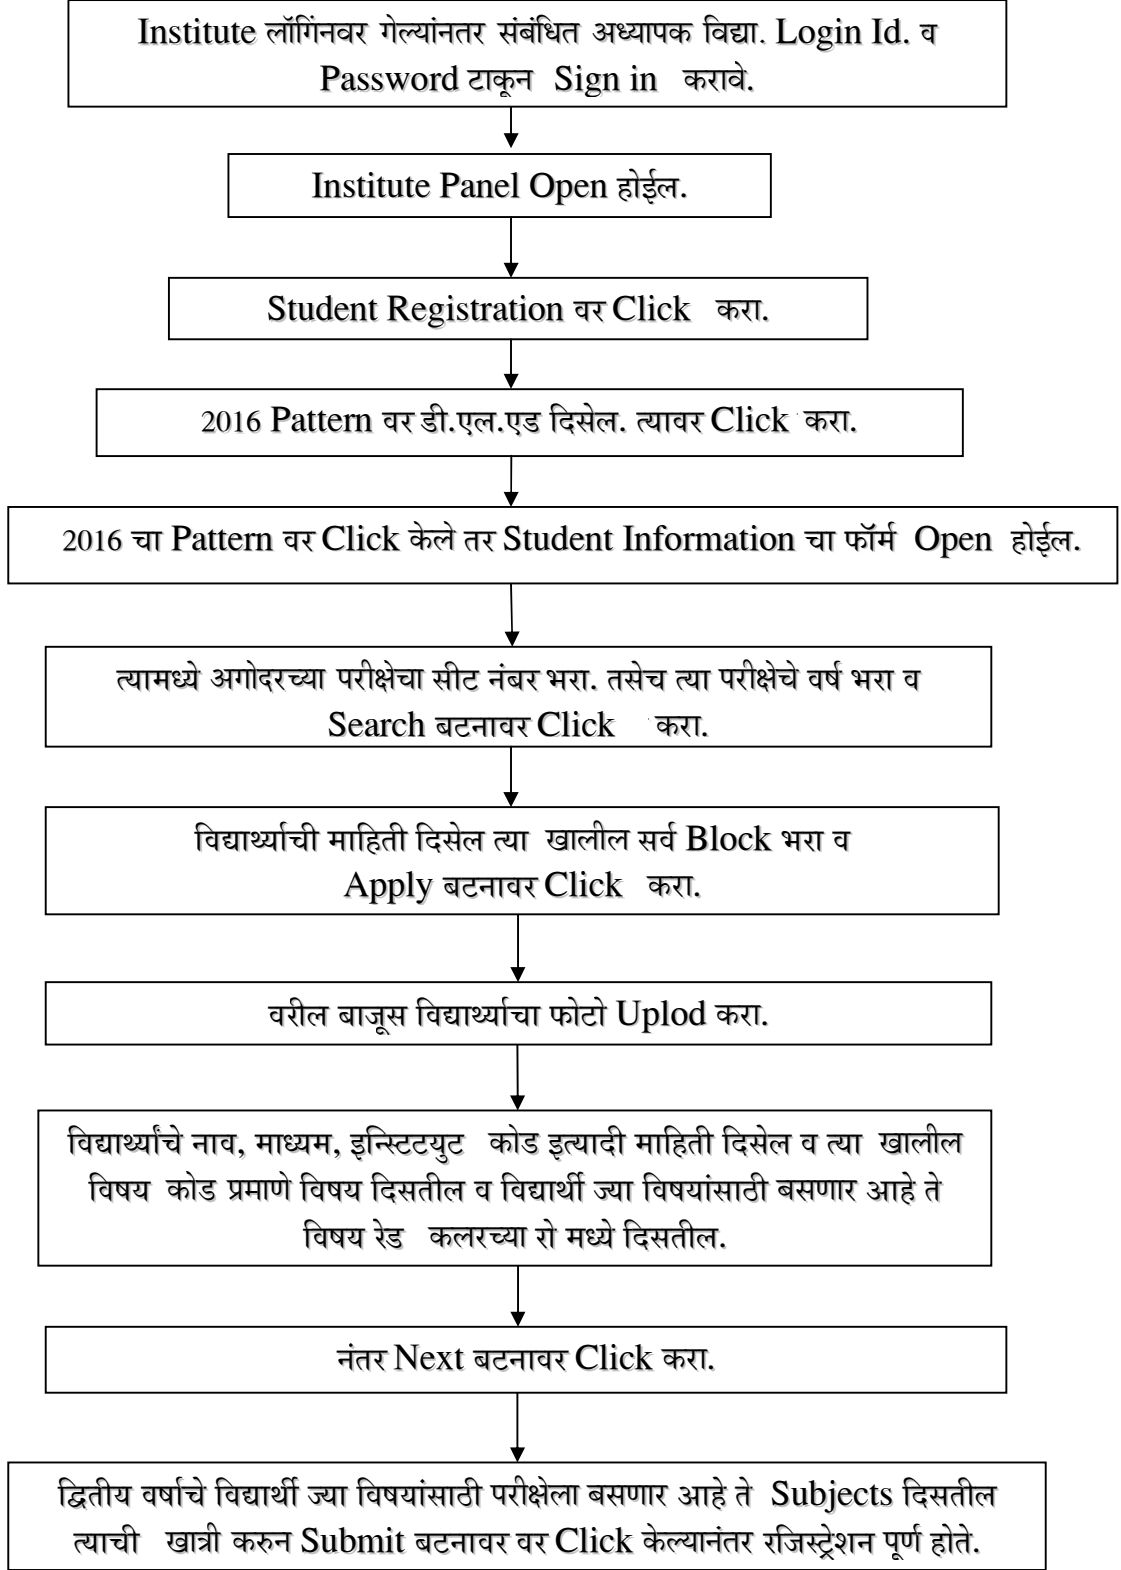 Institute लॉगिंनवर गेल्यांनतर संबंधित अध्यापक विद्या. Login Id. व
Password टाकून Sign in करावे.
Institute Panel Open होईल.
Student Registration वर Click करा.
2016 Pattern वर डी.एल.एड दिसेल. त्यावर Click करा.
2016 चा Pattern वर Click केले तर Student Information चा फॉर्म Open होईल.
त्यामध्ये अगोदरच्या परीक्षेचा सीट नंबर भरा. तसेच त्या परीक्षेचे वर्ष भरा व
Search बटनावर Click करा.
विद्यार्थ्याची माहिती दिसेल त्या खालील सर्व Block भरा व
Apply बटनावर Click करा.
वरील बाजूस विद्यार्थ्याचा फोटो Uplod करा.
विद्यार्थ्यांचे नाव, माध्यम, इन्स्टिटयुट कोड इत्यादी माहिती दिसेल व त्या खालील
विषय कोड प्रमाणे विषय दिसतील व विद्यार्थी ज्या विषयांसाठी बसणार आहे ते
विषय रेड कलरच्या रो मध्ये दिसतील.
नंतर Next बटनावर Click करा.
द्वितीय वर्षाचे विद्यार्थी ज्या विषयांसाठी परीक्षेला बसणार आहे ते Subjects दिसतील
त्याची खात्री करुन Submit बटनावर वर Click केल्यानंतर रजिस्ट्रेशन पूर्ण होते.